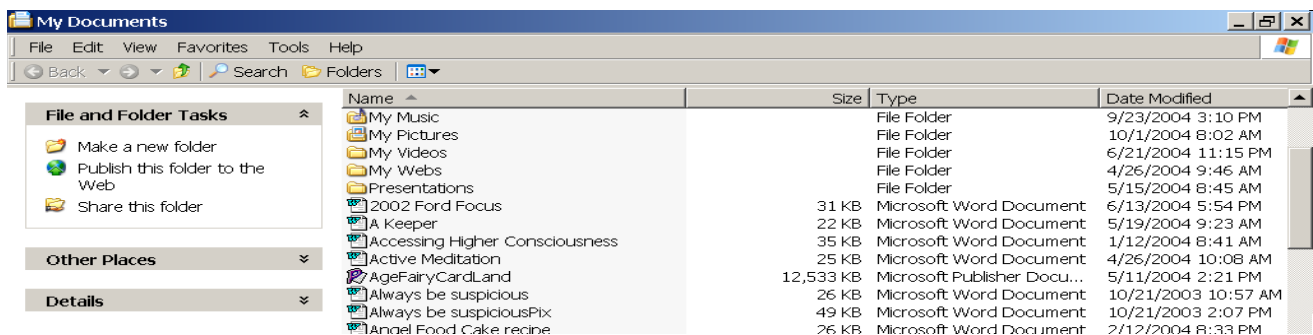 My Documents
File Edit View Favorites Tools Help
Back Search Folders
Name Size Type Date Modified
File and Folder Tasks
Make a new folder
Publish this folder to the
Web
Share this folder
Other Places
Details
My Music File Folder 9/23/2004 3:10 PM
My Pictures File Folder 10/1/2004 8:02 AM
My Videos File Folder 6/21/2004 11:15 PM
My Webs File Folder 4/26/2004 9:46 AM
Presentations File Folder 5/15/2004 8:45 AM
2002 Ford Focus 31 KB Microsoft Word Document 6/13/2004 5:54 PM
A Keeper 22 KB Microsoft Word Document 5/19/2004 9:23 AM
Accessing Higher Consciousness 35 KB Microsoft Word Document 1/12/2004 8:41 AM
Active Meditation 25 KB Microsoft Word Document 4/26/2004 10:08 AM
AgeFairyCardLand 12,533 KB Microsoft Publisher Docu... 5/11/2004 2:21 PM
Always be suspicious 26 KB Microsoft Word Document 10/21/2003 10:57 AM
Always be suspiciousPix 49 KB Microsoft Word Document 10/21/2003 2:07 PM
Angel Food Cake recipe 26 KB Microsoft Word Document 2/12/2004 8:33 PM